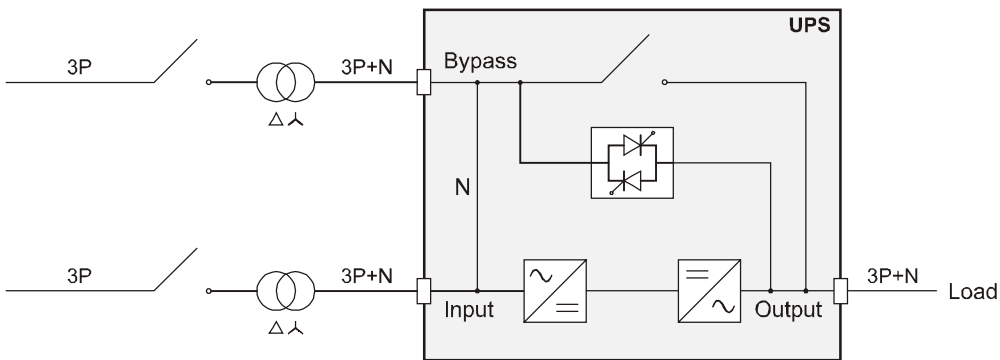 UPS
3P
3P+N
Bypass
N
3P
3P+N
Input
Output
3P+N
Load